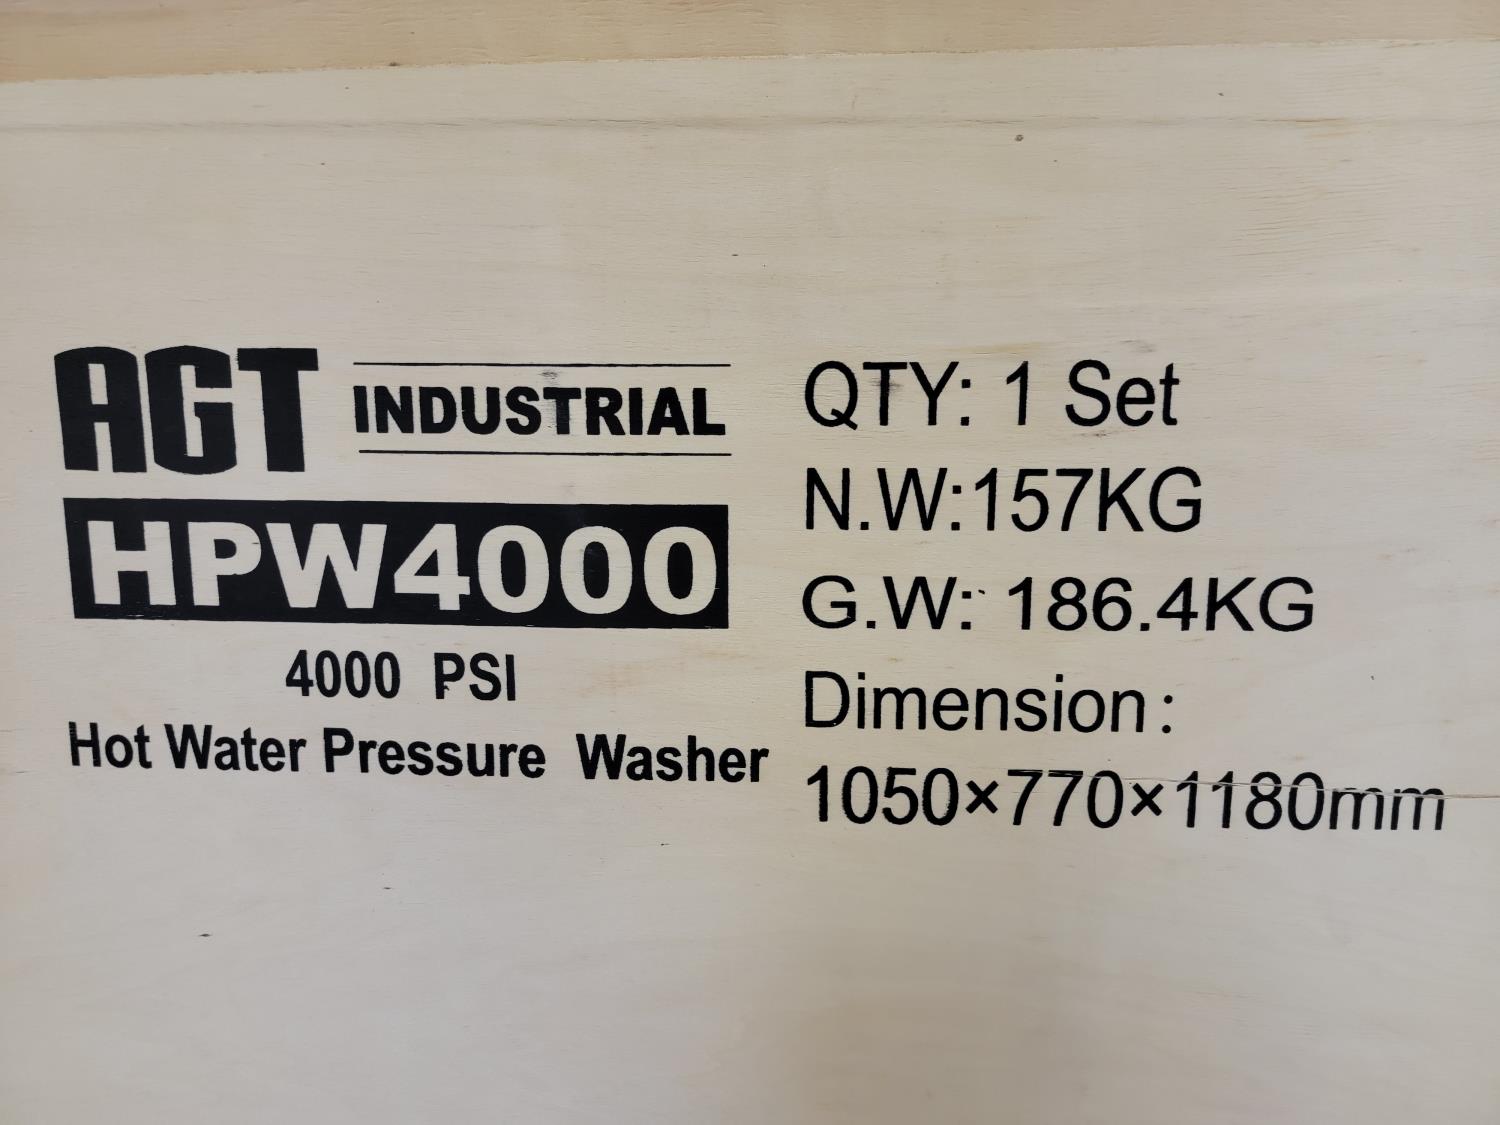 AGT INDUSTRIAL
HPW4000
4000 PSI
Hot Water Pressure Washer
QTY: 1 Set
N.W:157KG
G.W: 186.4KG
Dimension:
1050×770×1180mm